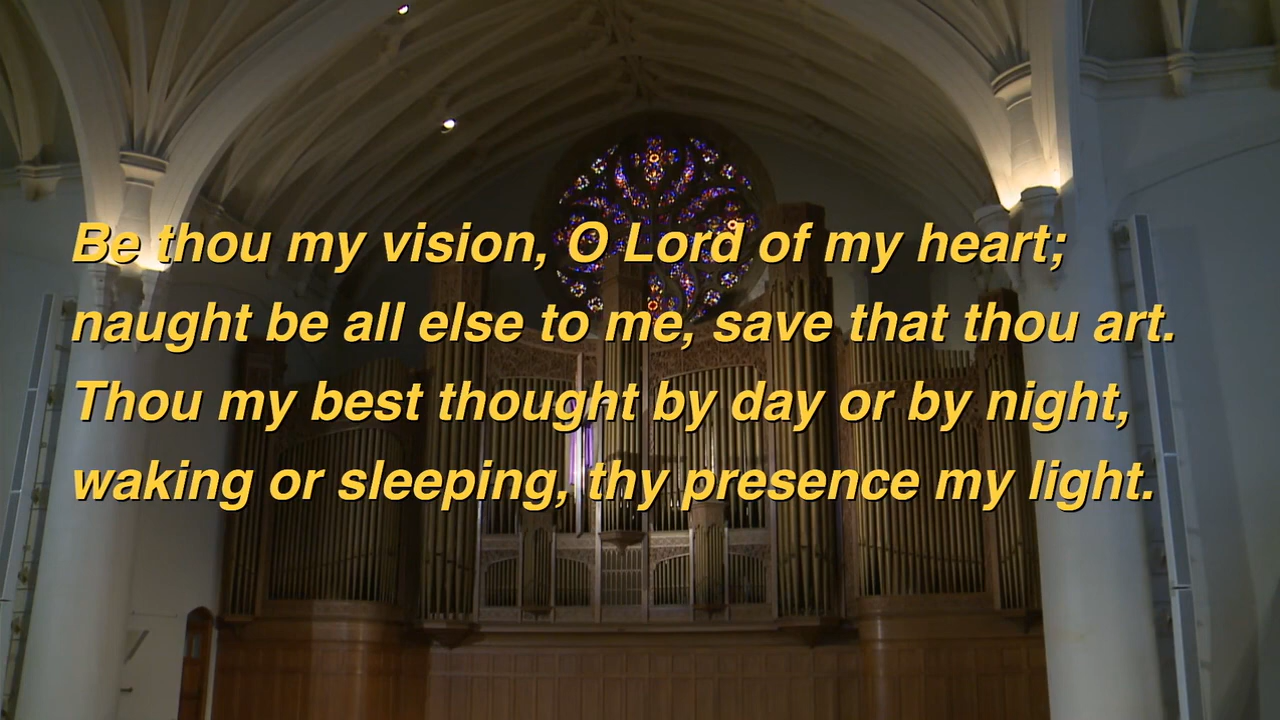 Be thou my vision, O Lord of my heart;
naught be all else to me, save that thou art.
Thou my best thought by day or by night,
waking or sleeping, thy presence my light.